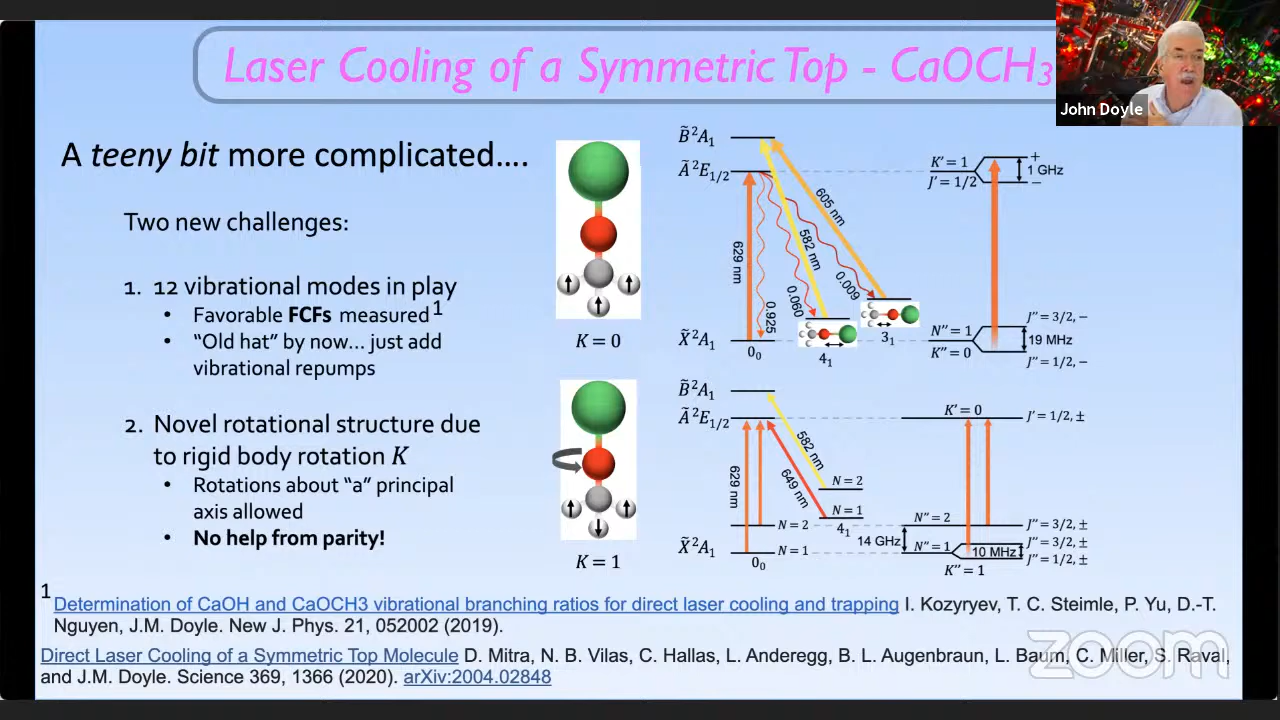 Laser Cooling of a Symmetric Top - CaOCH₃
John Doyle
A teeny bit more complicated....
Two new challenges:
1. 12 vibrational modes in play
• Favorable FCFs measured¹
• “Old hat” by now... just add
vibrational repumps
2. Novel rotational structure due
to rigid body rotation K
• Rotations about “a” principal
axis allowed
• No help from parity!
K = 0
K = 1
B̃ ²A₁
Ã ²E₁/₂
X̃ ²A₁
629 nm
0.925
0.060
582 nm
0.009
605 nm
0₀
4₁
3₁
K′ = 1
J′ = 1/2
+
−
1 GHz
N″ = 1
K″ = 0
J″ = 3/2, −
19 MHz
J″ = 1/2, −
B̃ ²A₁
Ã ²E₁/₂
X̃ ²A₁
629 nm
649 nm
582 nm
N = 2
N = 1
4₁
N = 2
N = 1
0₀
14 GHz
K′ = 0
J′ = 1/2, ±
N″ = 2
N″ = 1
K″ = 1
10 MHz
J″ = 3/2, ±
J″ = 3/2, ±
J″ = 1/2, ±
1
Determination of CaOH and CaOCH3 vibrational branching ratios for direct laser cooling and trapping I. Kozyryev, T. C. Steimle, P. Yu, D.-T.
Nguyen, J.M. Doyle. New J. Phys. 21, 052002 (2019).
Direct Laser Cooling of a Symmetric Top Molecule D. Mitra, N. B. Vilas, C. Hallas, L. Anderegg, B. L. Augenbraun, L. Baum, C. Miller, S. Raval,
and J.M. Doyle. Science 369, 1366 (2020). arXiv:2004.02848
zoom